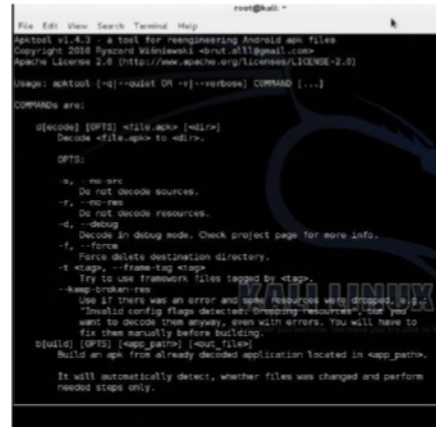 root@kali: ~
File Edit View Search Terminal Help
Apktool v1.4.3 - a tool for reengineering Android apk files
Copyright 2010 Ryszard Wiśniewski <brut.alll@gmail.com>
Apache License 2.0 (http://www.apache.org/licenses/LICENSE-2.0)
Usage: apktool [-q|--quiet OR -v|--verbose] COMMAND [...]
COMMANDs are:
d[ecode] [OPTS] <file.apk> [<dir>]
Decode <file.apk> to <dir>.
OPTS:
-s, --no-src
Do not decode sources.
-r, --no-res
Do not decode resources.
-d, --debug
Decode in debug mode. Check project page for more info.
-f, --force
Force delete destination directory.
-t <tag>, --frame-tag <tag>
Try to use framework files tagged by <tag>.
--keep-broken-res
Use if there was an error and some resources were dropped, e.g.:
"Invalid config flags detected. Dropping resources", but you
want to decode them anyway, even with errors. You will have to
fix them manually before building.
b[uild] [OPTS] [<app_path>] [<out_file>]
Build an apk from already decoded application located in <app_path>.
It will automatically detect, whether files was changed and perform
needed steps only.
KALI LINUX